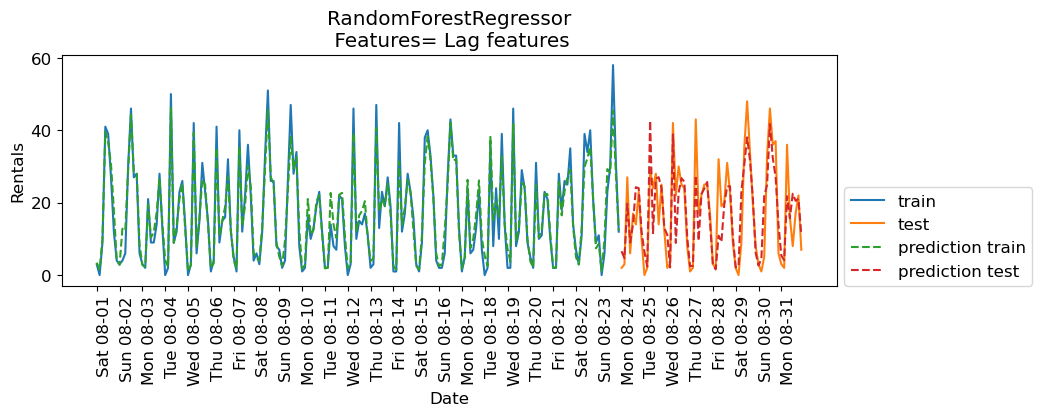 RandomForestRegressor
Features= Lag features
Rentals
60
40
20
0
Sat 08-01
Sun 08-02
Mon 08-03
Tue 08-04
Wed 08-05
Thu 08-06
Fri 08-07
Sat 08-08
Sun 08-09
Mon 08-10
Tue 08-11
Wed 08-12
Thu 08-13
Fri 08-14
Sat 08-15
Sun 08-16
Mon 08-17
Tue 08-18
Wed 08-19
Thu 08-20
Fri 08-21
Sat 08-22
Sun 08-23
Mon 08-24
Tue 08-25
Wed 08-26
Thu 08-27
Fri 08-28
Sat 08-29
Sun 08-30
Mon 08-31
Date
train
test
prediction train
prediction test